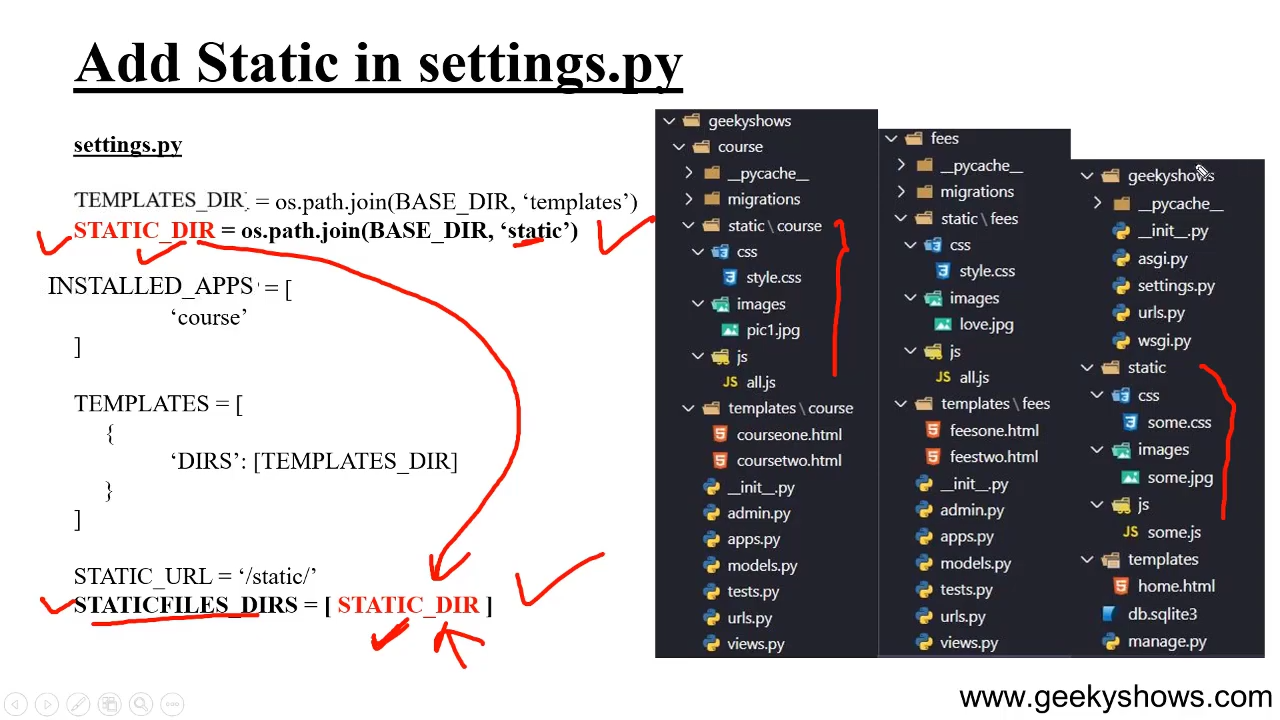 Add Static in settings.py
settings.py
TEMPLATES_DIR = os.path.join(BASE_DIR, ‘templates’)
STATIC_DIR = os.path.join(BASE_DIR, ‘static’)
INSTALLED_APPS = [
‘course’
]
TEMPLATES = [
{
‘DIRS’: [TEMPLATES_DIR]
}
]
STATIC_URL = ‘/static/’
STATICFILES_DIRS = [ STATIC_DIR ]
geekyshows
course
__pycache__
migrations
static \ course
css
style.css
images
pic1.jpg
js
JS all.js
templates \ course
courseone.html
coursetwo.html
__init__.py
admin.py
apps.py
models.py
tests.py
urls.py
views.py
fees
__pycache__
migrations
static \ fees
css
style.css
images
love.jpg
js
JS all.js
templates \ fees
feesone.html
feestwo.html
__init__.py
admin.py
apps.py
models.py
tests.py
urls.py
views.py
geekyshows
__pycache__
__init__.py
asgi.py
settings.py
urls.py
wsgi.py
static
css
some.css
images
some.jpg
js
JS some.js
templates
home.html
db.sqlite3
manage.py
www.geekyshows.com